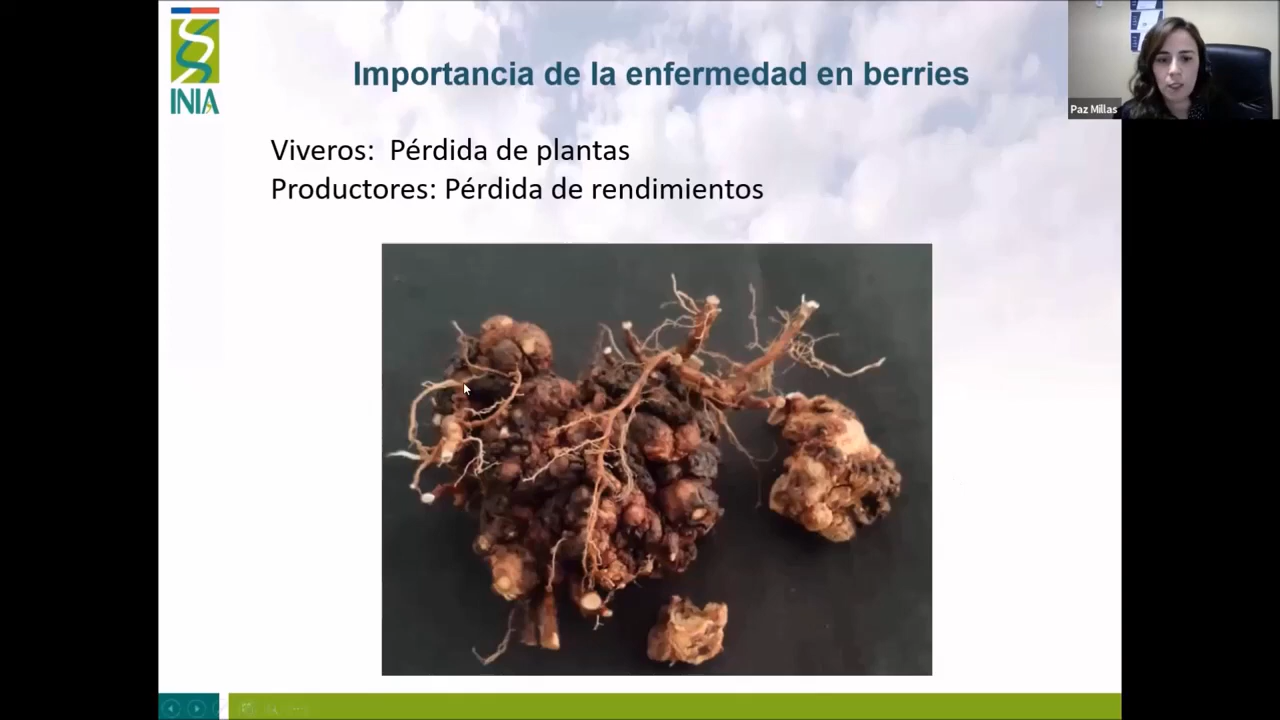 INIA
Importancia de la enfermedad en berries
Paz Millas
Viveros: Pérdida de plantas
Productores: Pérdida de rendimientos